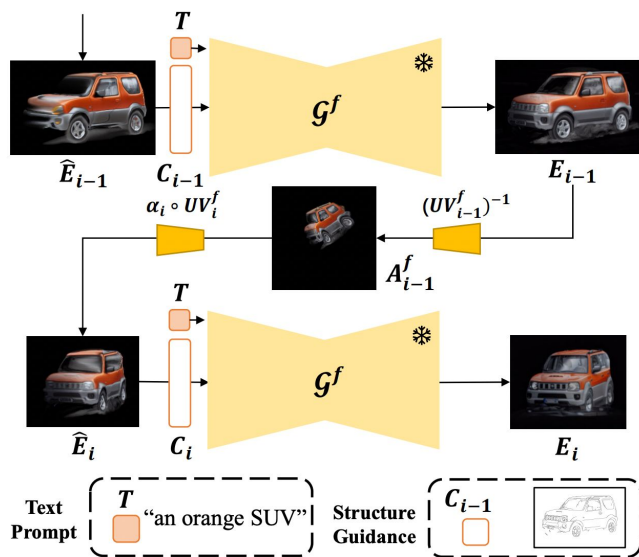 T
𝒢^f
Ê_{i-1}
C_{i-1}
E_{i-1}
α_i ∘ UV_i^f
(UV_{i-1}^f)^{-1}
A_{i-1}^f
T
𝒢^f
Ê_i
C_i
E_i
Text
Prompt
T
"an orange SUV"
Structure
Guidance
C_{i-1}